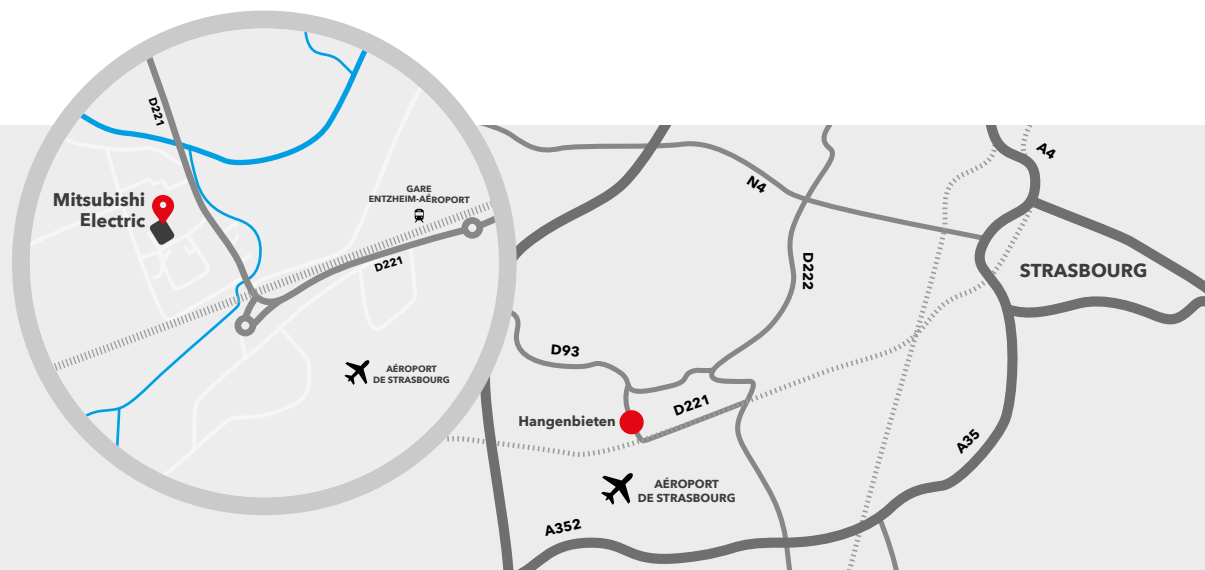 D221
Mitsubishi
Electric
GARE
ENTZHEIM-AÉROPORT
D221
AÉROPORT
DE STRASBOURG
N4
A4
D222
STRASBOURG
D93
D221
Hangenbieten
A35
AÉROPORT
DE STRASBOURG
A352